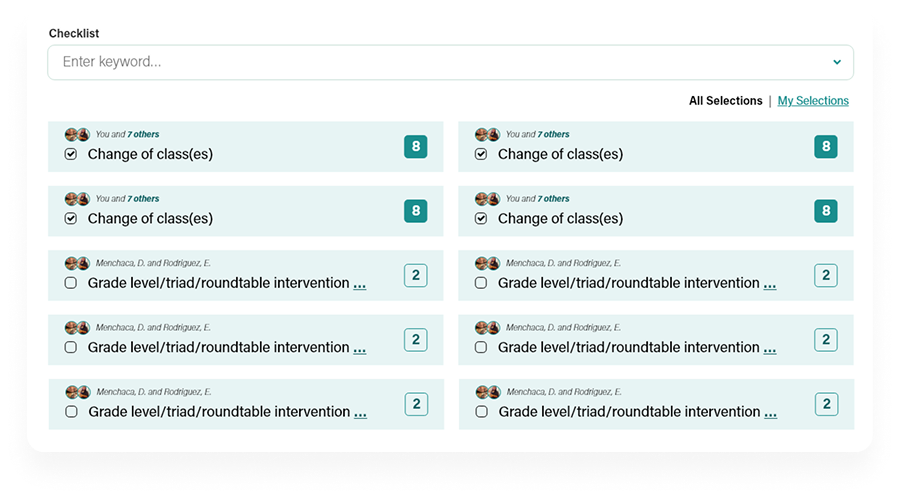 Checklist
Enter keyword...
All Selections | My Selections
You and 7 others
Change of class(es)
8
You and 7 others
Change of class(es)
8
You and 7 others
Change of class(es)
8
You and 7 others
Change of class(es)
8
Menchaca, D. and Rodriguez, E.
Grade level/triad/roundtable intervention ...
2
Menchaca, D. and Rodriguez, E.
Grade level/triad/roundtable intervention ...
2
Menchaca, D. and Rodriguez, E.
Grade level/triad/roundtable intervention ...
2
Menchaca, D. and Rodriguez, E.
Grade level/triad/roundtable intervention ...
2
Menchaca, D. and Rodriguez, E.
Grade level/triad/roundtable intervention ...
2
Menchaca, D. and Rodriguez, E.
Grade level/triad/roundtable intervention ...
2